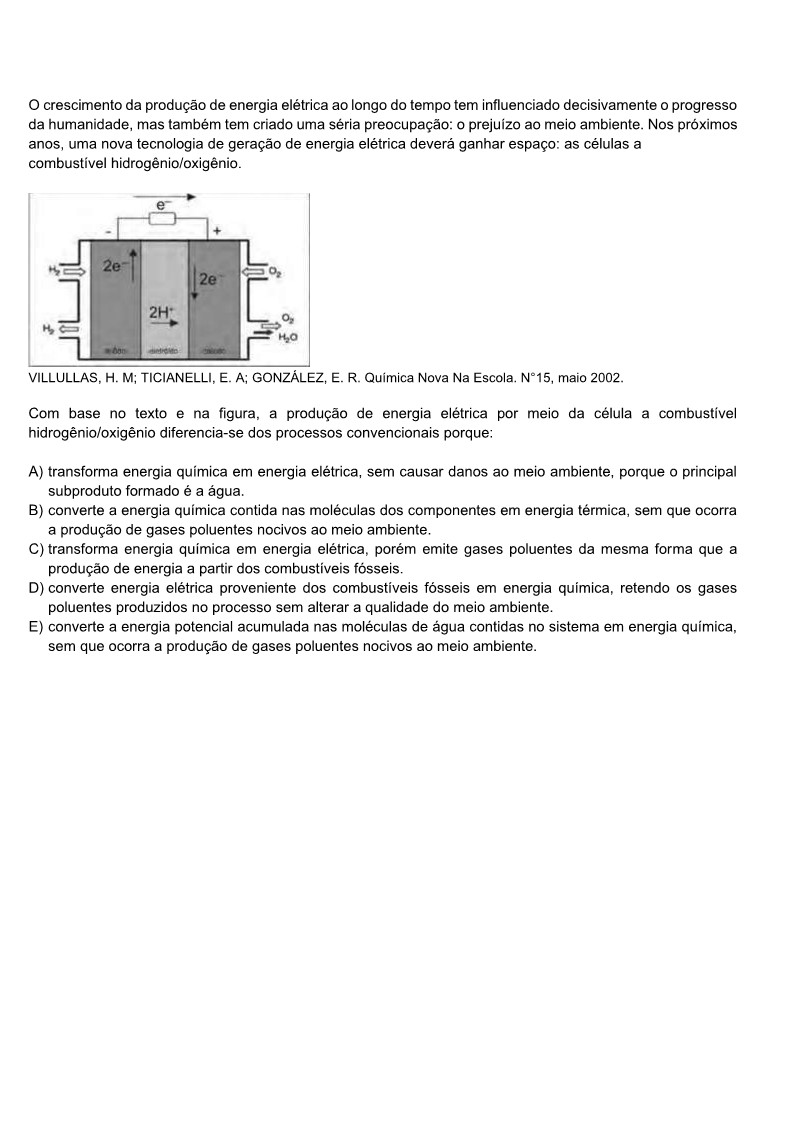 O crescimento da produção de energia elétrica ao longo do tempo tem influenciado decisivamente o progresso
da humanidade, mas também tem criado uma séria preocupação: o prejuízo ao meio ambiente. Nos próximos
anos, uma nova tecnologia de geração de energia elétrica deverá ganhar espaço: as células a
combustível hidrogênio/oxigênio.
e⁻
- +
H₂ 2e⁻ 2e⁻ O₂
2H⁺
H₂ O₂
H₂O
VILLULLAS, H. M; TICIANELLI, E. A; GONZÁLEZ, E. R. Química Nova Na Escola. N°15, maio 2002.
Com base no texto e na figura, a produção de energia elétrica por meio da célula a combustível
hidrogênio/oxigênio diferencia-se dos processos convencionais porque:
A) transforma energia química em energia elétrica, sem causar danos ao meio ambiente, porque o principal
subproduto formado é a água.
B) converte a energia química contida nas moléculas dos componentes em energia térmica, sem que ocorra
a produção de gases poluentes nocivos ao meio ambiente.
C) transforma energia química em energia elétrica, porém emite gases poluentes da mesma forma que a
produção de energia a partir dos combustíveis fósseis.
D) converte energia elétrica proveniente dos combustíveis fósseis em energia química, retendo os gases
poluentes produzidos no processo sem alterar a qualidade do meio ambiente.
E) converte a energia potencial acumulada nas moléculas de água contidas no sistema em energia química,
sem que ocorra a produção de gases poluentes nocivos ao meio ambiente.